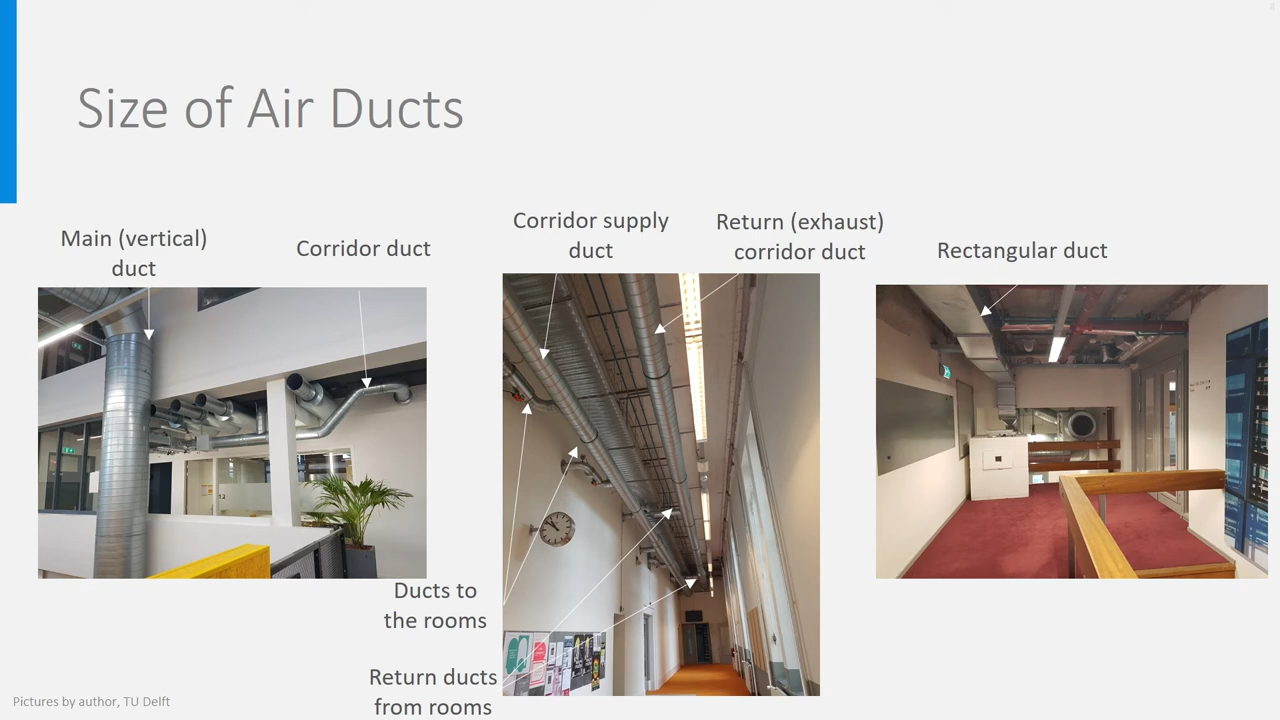 Size of Air Ducts
Main (vertical)
duct
Corridor duct
Corridor supply
duct
Return (exhaust)
corridor duct
Rectangular duct
Ducts to
the rooms
Return ducts
from rooms
Pictures by author, TU Delft